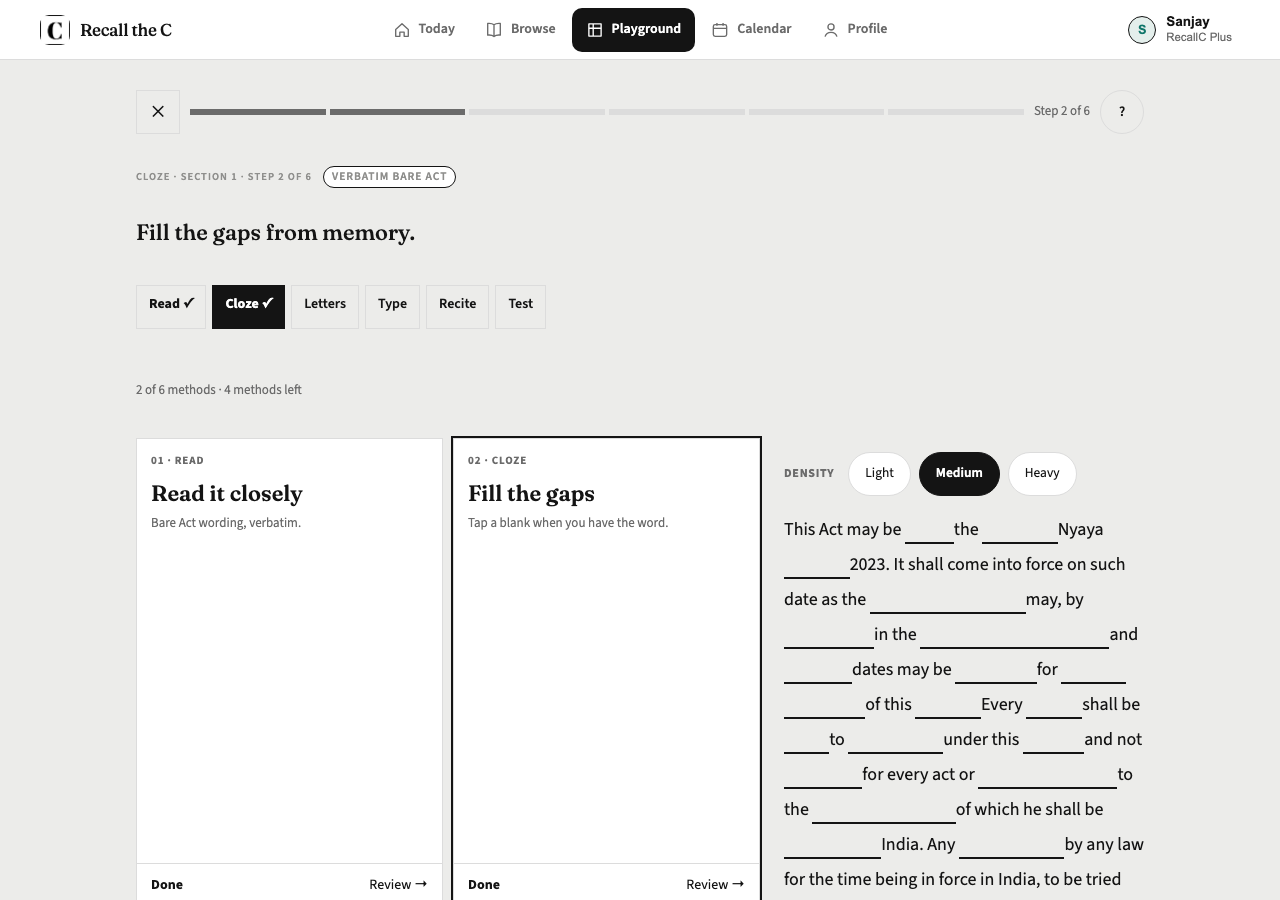 C Recall the C
Today
Browse
Playground
Calendar
Profile
S
Sanjay
RecallC Plus
Step 2 of 6
?
CLOZE · SECTION 1 · STEP 2 OF 6
VERBATIM BARE ACT
Fill the gaps from memory.
Read ✓
Cloze ✓
Letters
Type
Recite
Test
2 of 6 methods · 4 methods left
01 · READ
Read it closely
Bare Act wording, verbatim.
Done
Review →
02 · CLOZE
Fill the gaps
Tap a blank when you have the word.
Done
Review →
DENSITY
Light
Medium
Heavy
This Act may be the Nyaya
2023. It shall come into force on such
date as the may, by
in the and
dates may be for
of this Every shall be
to under this and not
for every act or to
the of which he shall be
India. Any by any law
for the time being in force in India, to be tried